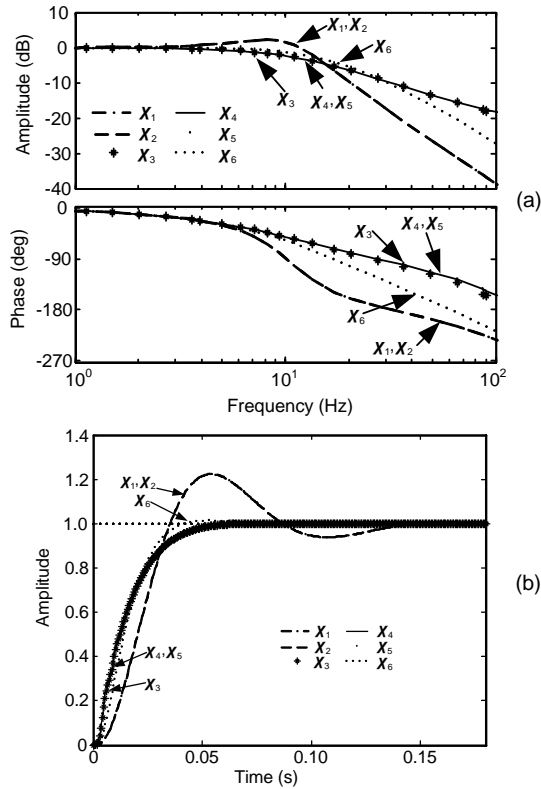 10
0
-10
-20
-30
-40
Amplitude (dB)
X1, X2
X6
X3
X4, X5
X1
X2
X3
X4
X5
X6
(a)
0
-90
-180
-270
Phase (deg)
X3
X4, X5
X6
X1, X2
10^0
10^1
10^2
Frequency (Hz)
1.4
1.2
1.0
0.8
0.6
0.4
0.2
0
Amplitude
X1, X2
X6
X4, X5
X3
X1
X2
X3
X4
X5
X6
(b)
0
0.05
0.10
0.15
Time (s)